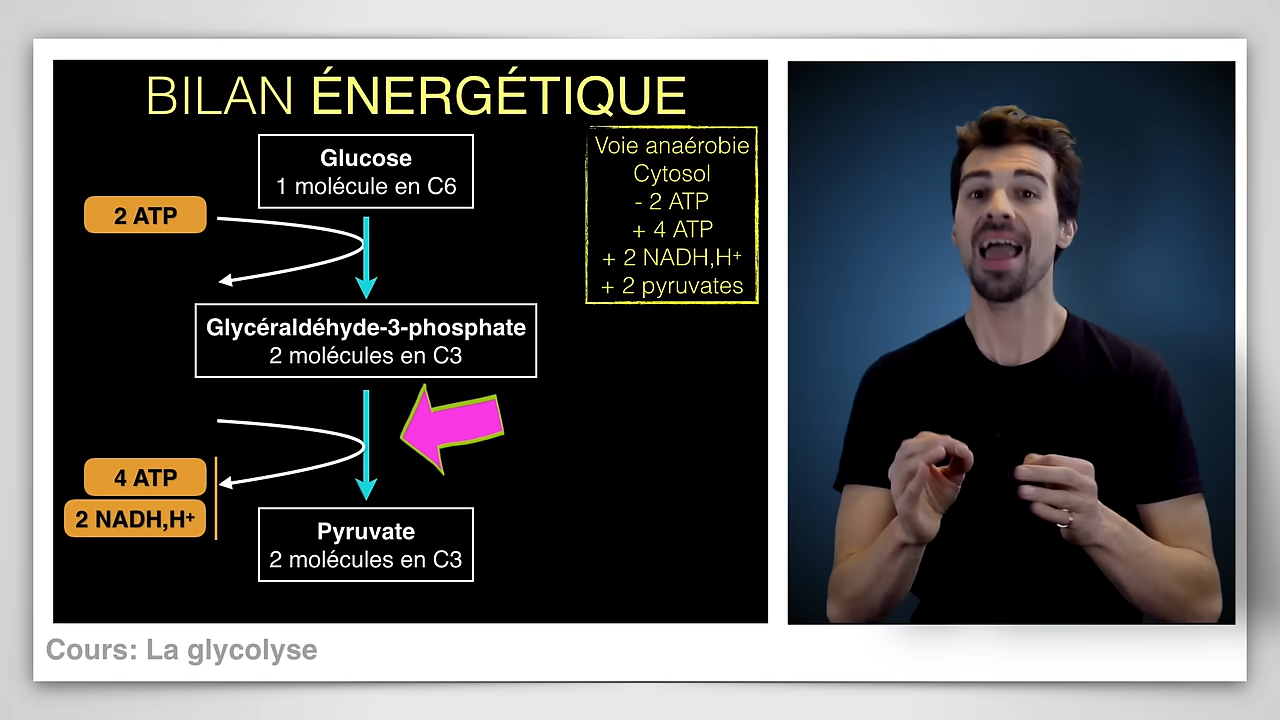 BILAN ÉNERGÉTIQUE
Glucose
1 molécule en C6
2 ATP
Voie anaérobie
Cytosol
- 2 ATP
+ 4 ATP
+ 2 NADH,H⁺
+ 2 pyruvates
Glycéraldéhyde-3-phosphate
2 molécules en C3
4 ATP
2 NADH,H⁺
Pyruvate
2 molécules en C3
Cours: La glycolyse